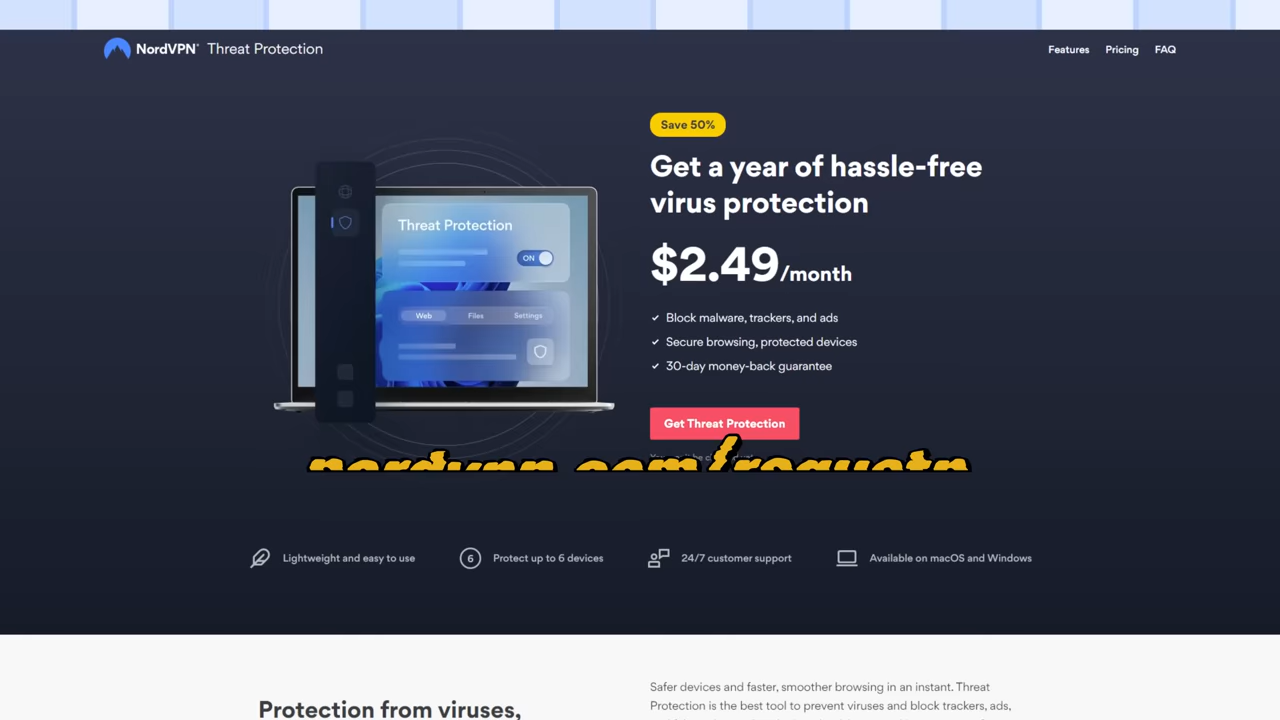 NordVPN® Threat Protection
Features Pricing FAQ
Save 50%
Get a year of hassle-free
virus protection
$2.49/month
Block malware, trackers, and ads
Secure browsing, protected devices
30-day money-back guarantee
Get Threat Protection
Threat Protection
ON
Web Files Settings
Lightweight and easy to use
6 Protect up to 6 devices
24/7 customer support
Available on macOS and Windows
Protection from viruses,
Safer devices and faster, smoother browsing in an instant. Threat
Protection is the best tool to prevent viruses and block trackers, ads,